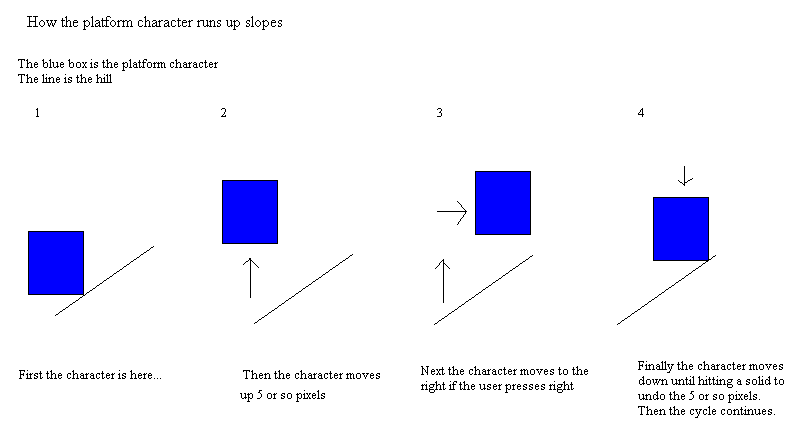 How the platform character runs up slopes
The blue box is the platform character
The line is the hill
1
2
3
4
First the character is here...
Then the character moves
up 5 or so pixels
Next the character moves to the
right if the user presses right
Finally the character moves
down until hitting a solid to
undo the 5 or so pixels.
Then the cycle continues.